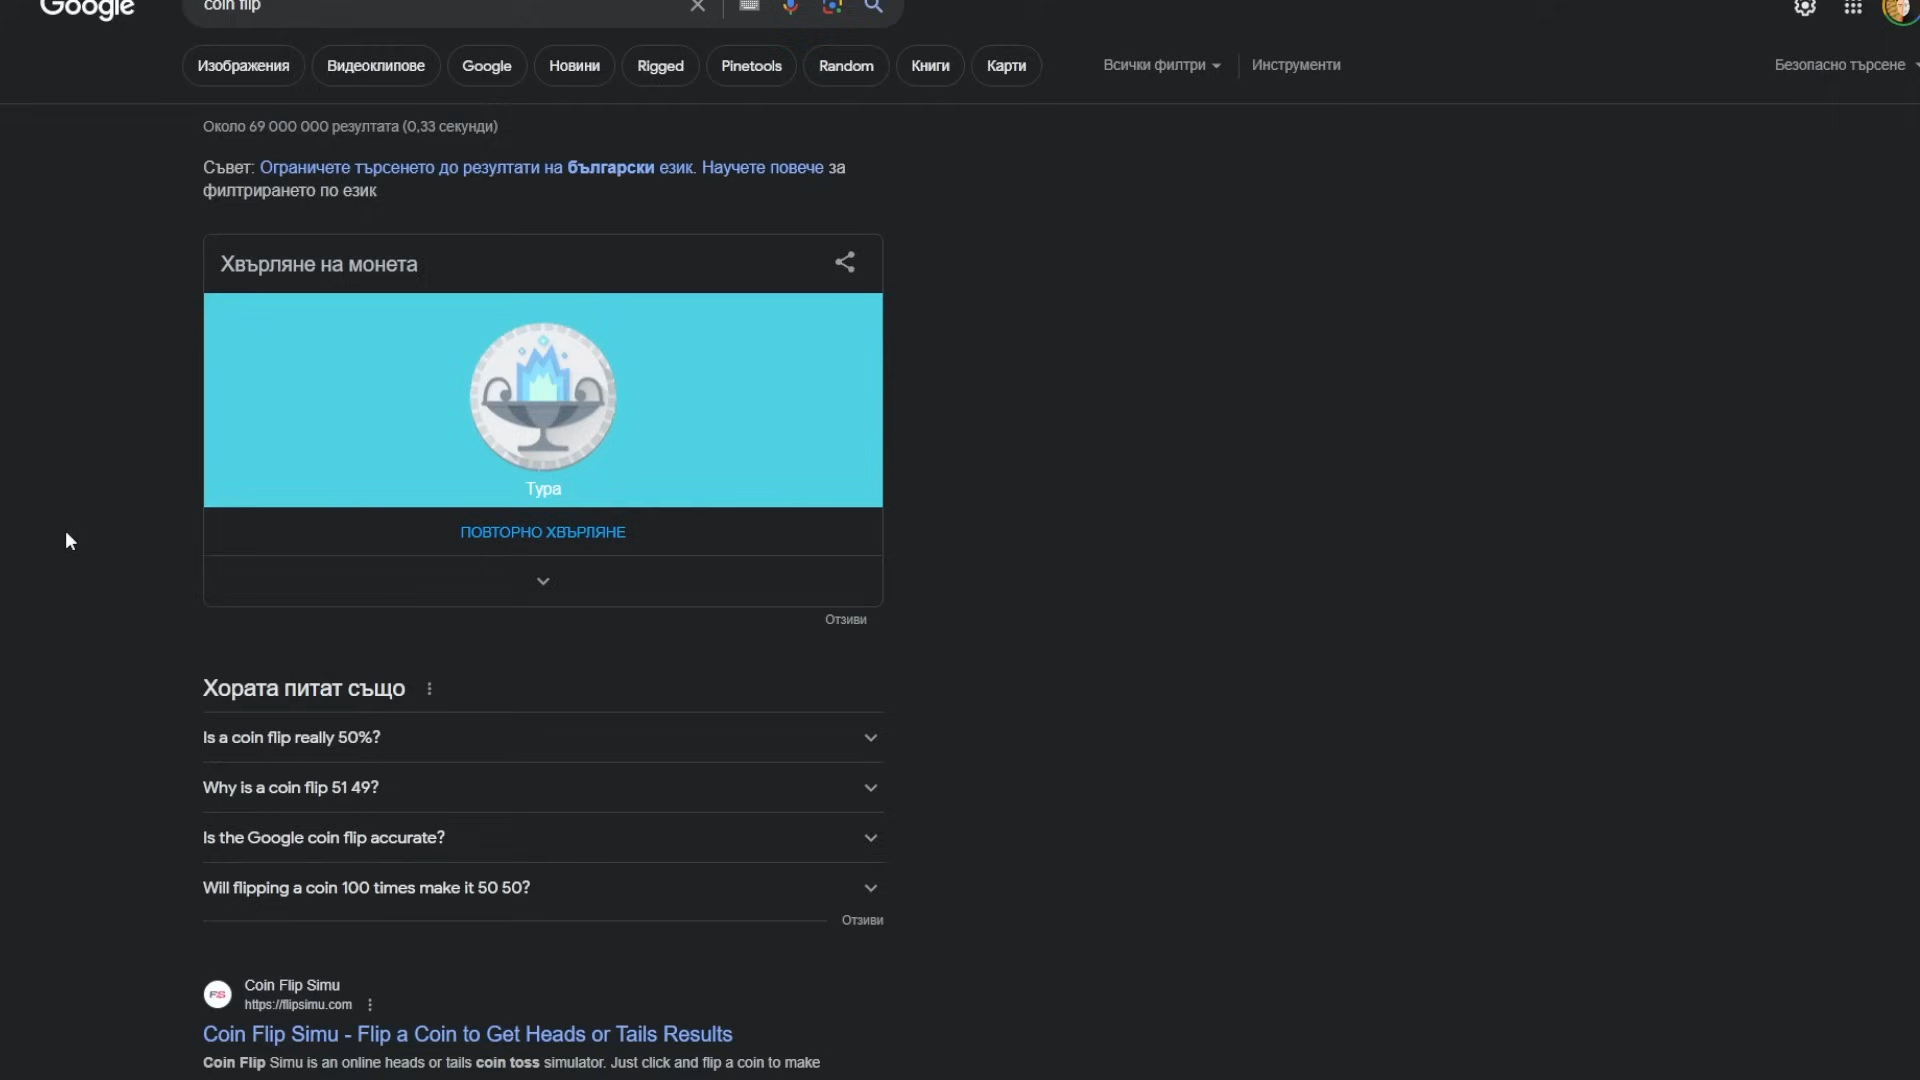 Google
coin flip
Изображения Видеоклипове Google Новини Rigged Pinetools Random Книги Карти Всички филтри Инструменти Безопасно търсене
Около 69 000 000 резултата (0,33 секунди)
Съвет: Ограничете търсенето до резултати на български език. Научете повече за
филтрирането по език
Хвърляне на монета
Тура
ПОВТОРНО ХВЪРЛЯНЕ
Отзиви
Хората питат също
Is a coin flip really 50%?
Why is a coin flip 51 49?
Is the Google coin flip accurate?
Will flipping a coin 100 times make it 50 50?
Отзиви
FS
Coin Flip Simu
https://flipsimu.com
Coin Flip Simu - Flip a Coin to Get Heads or Tails Results
Coin Flip Simu is an online heads or tails coin toss simulator. Just click and flip a coin to make